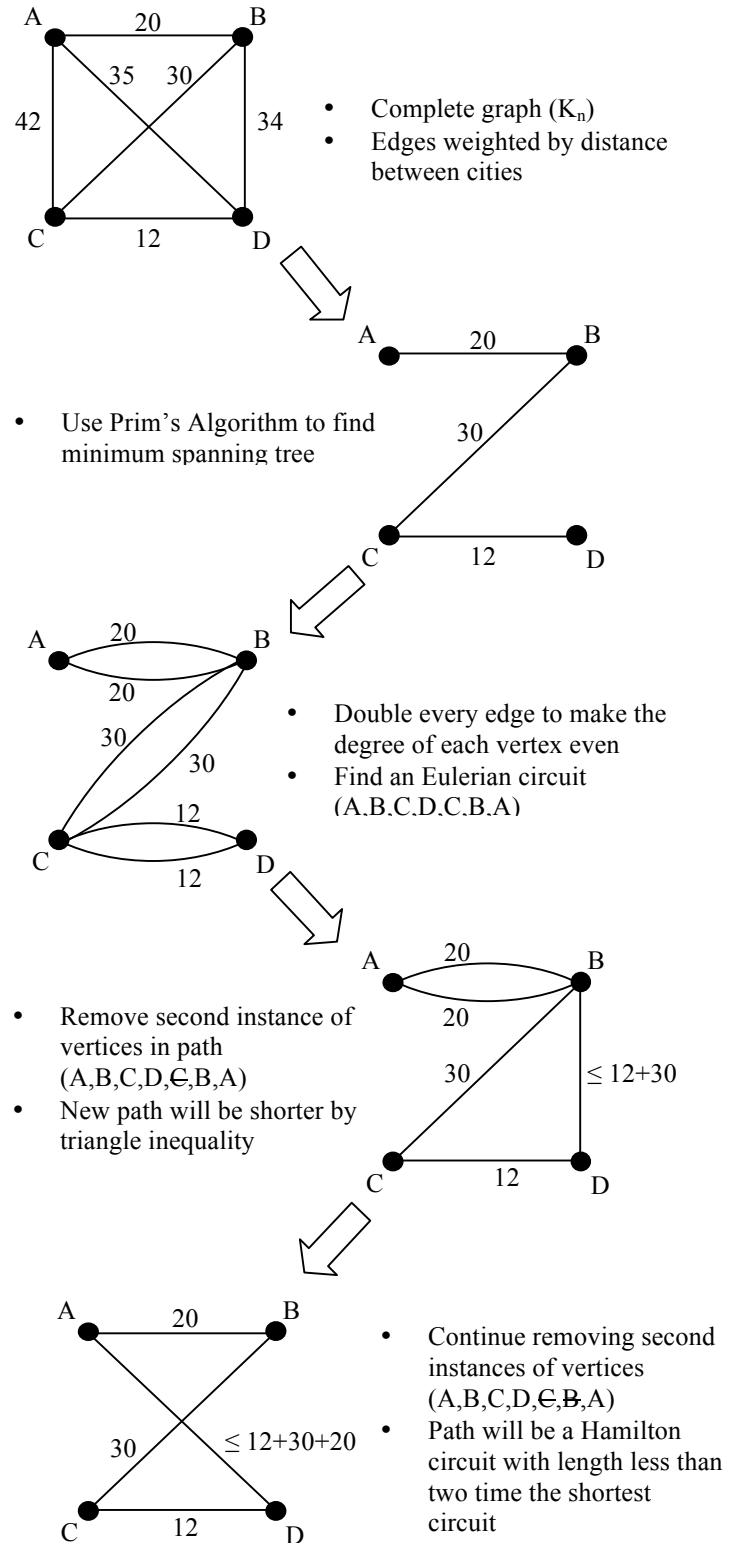 A 20 B
35 30
42 34
C 12 D
• Complete graph (Kn)
• Edges weighted by distance
between cities
A 20 B
30
C 12 D
• Use Prim’s Algorithm to find
minimum spanning tree
A 20 B
20
30
30
12
C 12 D
• Double every edge to make the
degree of each vertex even
• Find an Eulerian circuit
(A,B,C,D,C,B,A)
A 20 B
20
30 ≤ 12+30
C 12 D
• Remove second instance of
vertices in path
(A,B,C,D,C,B,A)
• New path will be shorter by
triangle inequality
A 20 B
30 ≤ 12+30+20
C 12 D
• Continue removing second
instances of vertices
(A,B,C,D,C,B,A)
• Path will be a Hamilton
circuit with length less than
two time the shortest
circuit